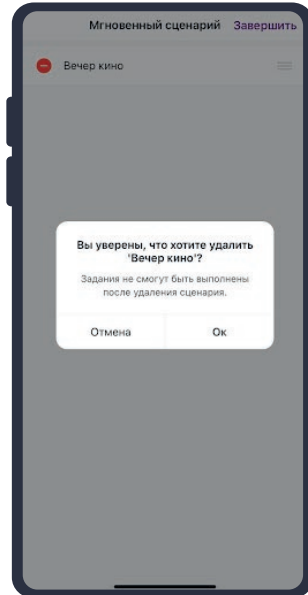 Мгновенный сценарий Завершить
Вечер кино
Вы уверены, что хотите удалить
'Вечер кино'?
Задания не смогут быть выполнены
после удаления сценария.
Отмена Ок